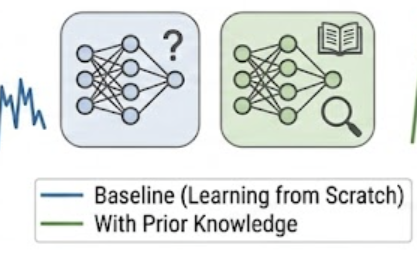 ?
Baseline (Learning from Scratch)
With Prior Knowledge